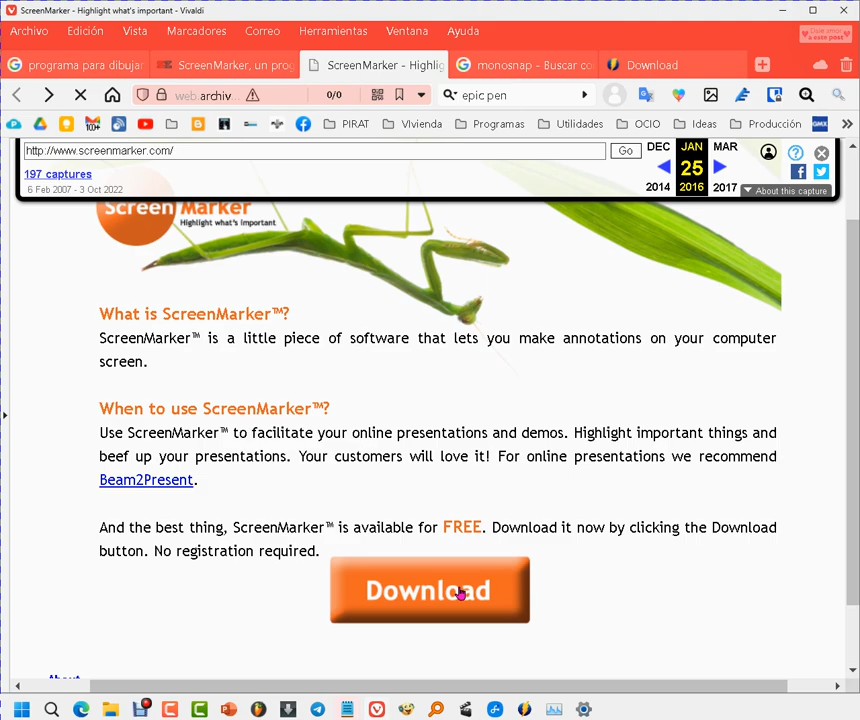 ScreenMarker - Highlight what's important - Vivaldi
Archivo Edición Vista Marcadores Correo Herramientas Ventana Ayuda
programa para dibujar ScreenMarker, un prog ScreenMarker - Highlig monosnap - Buscar co Download
web.archiv... 0/0 epic pen
PIRAT VIvienda Programas Utilidades OCIO Ideas Producción GMX
http://www.screenmarker.com/ Go DEC JAN MAR
197 captures 25
6 Feb 2007 - 3 Oct 2022 2014 2016 2017 About this capture
Screen Marker
Highlight what's important
What is ScreenMarker™?
ScreenMarker™ is a little piece of software that lets you make annotations on your computer
screen.
When to use ScreenMarker™?
Use ScreenMarker™ to facilitate your online presentations and demos. Highlight important things and
beef up your presentations. Your customers will love it! For online presentations we recommend
Beam2Present.
And the best thing, ScreenMarker™ is available for FREE. Download it now by clicking the Download
button. No registration required.
Download
About